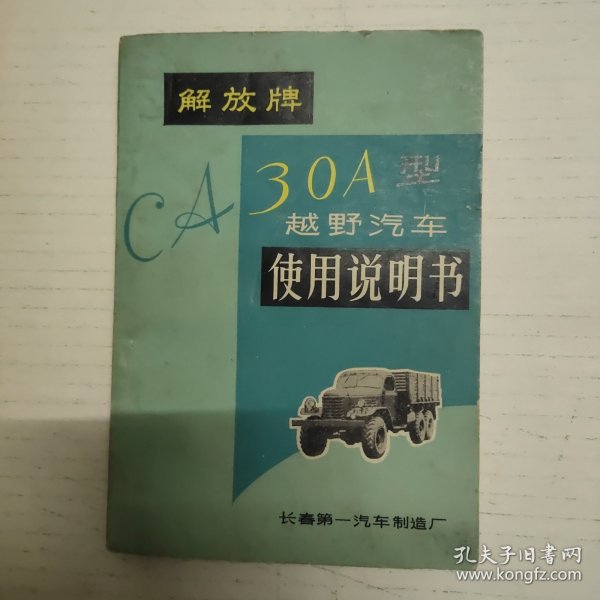 解放牌
CA 30A 型
越野汽车
使用说明书
长春第一汽车制造厂
孔夫子旧书网
www.kongfz.com